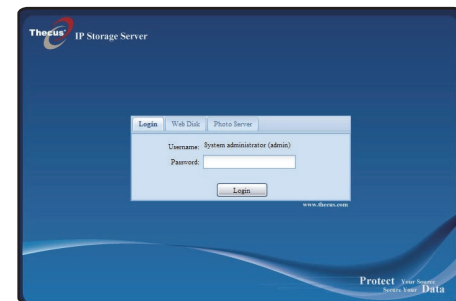 Thecus IP Storage Server
Login Web Disk Photo Server
Username: System administrator (admin)
Password:
Login
www.thecus.com
Protect Your Source
Secure Your Data